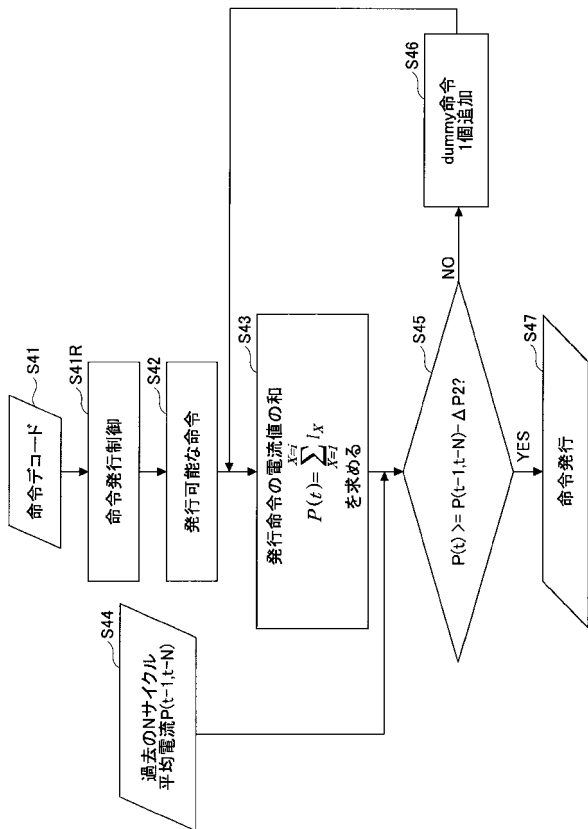 命令デコード
S41
命令発行制御
S41R
発行可能な命令
S42
発行命令の電流値の和
P(t)= \sum_{X=1}^{X=i} I_X
を求める
S43
過去のNサイクル
平均電流P(t-1,t-N)
S44
P(t) >= P(t-1,t-N)- ΔP2?
S45
NO
dummy命令
1個追加
S46
YES
命令発行
S47